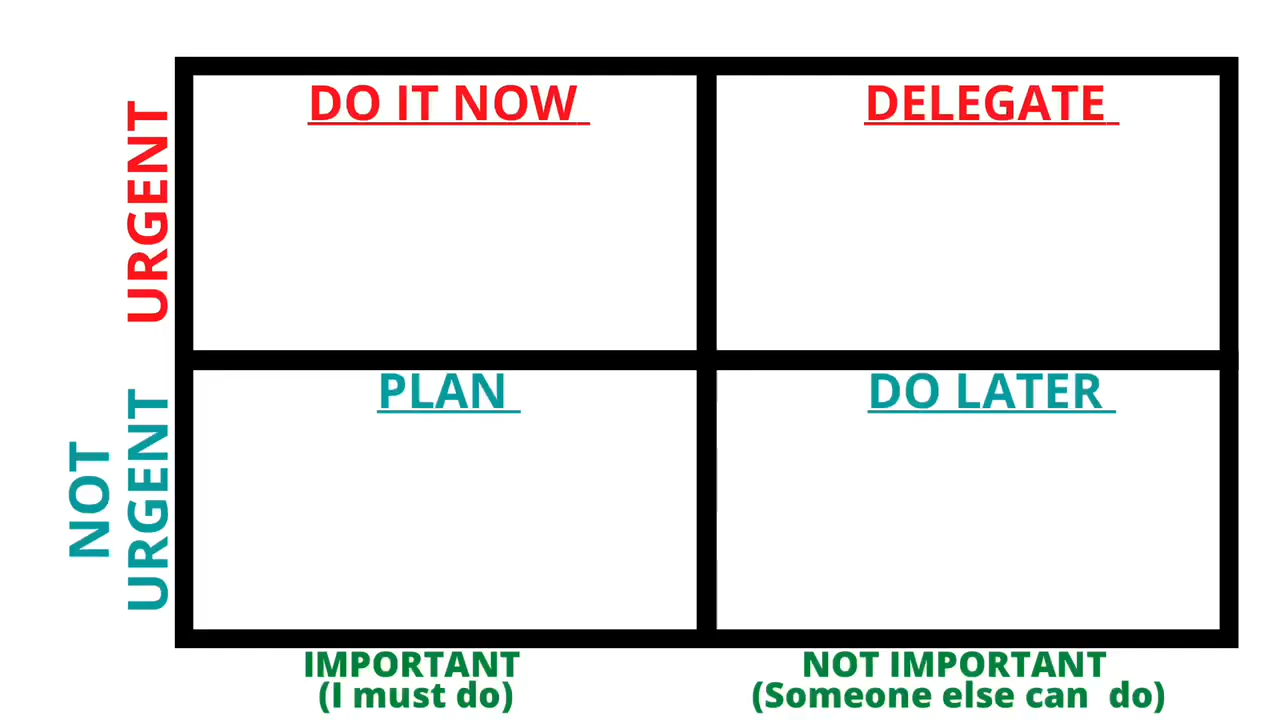 URGENT
DO IT NOW
DELEGATE
NOT
URGENT
PLAN
DO LATER
IMPORTANT
(I must do)
NOT IMPORTANT
(Someone else can do)